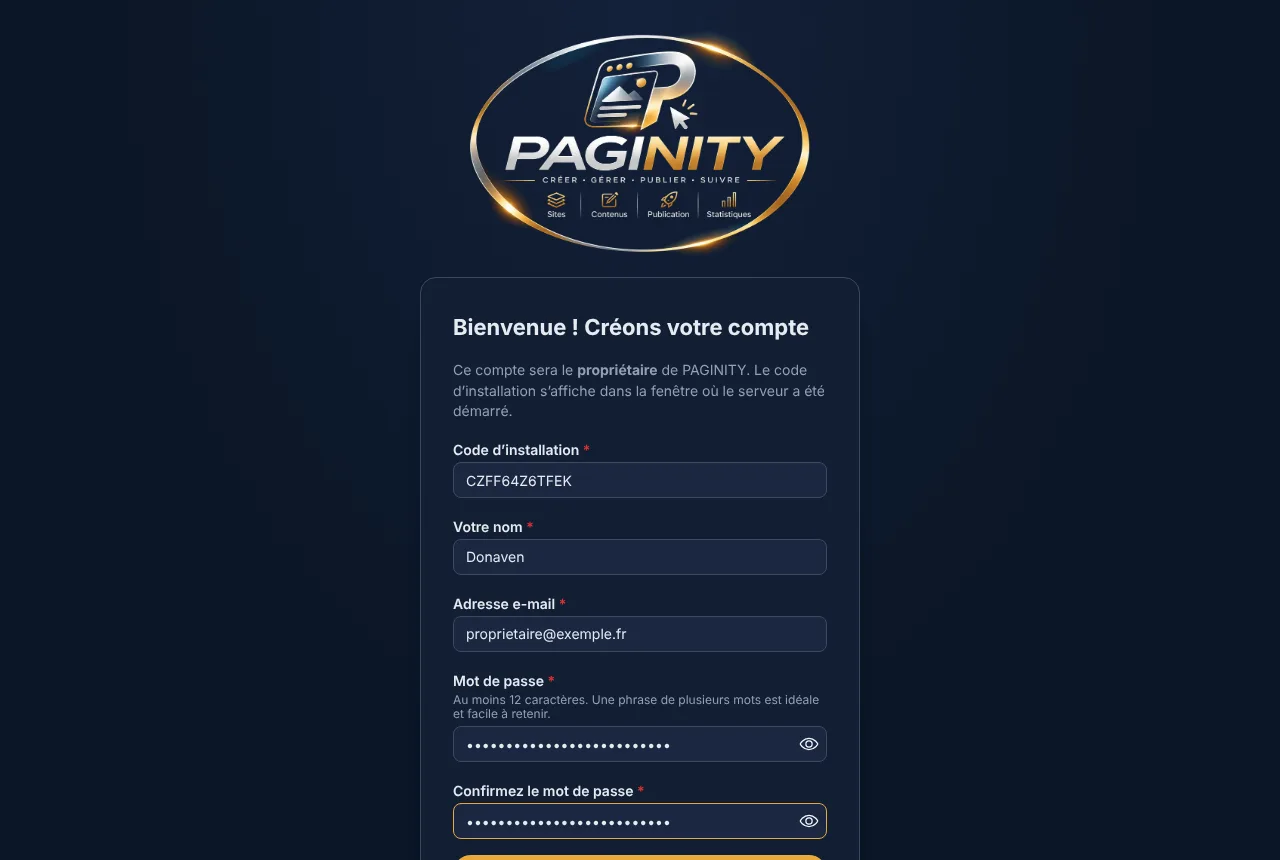 PAGINITY
CRÉER • GÉRER • PUBLIER • SUIVRE
Sites Contenus Publication Statistiques
Bienvenue ! Créons votre compte
Ce compte sera le propriétaire de PAGINITY. Le code
d’installation s’affiche dans la fenêtre où le serveur a été
démarré.
Code d’installation *
CZFF64Z6TFEK
Votre nom *
Donaven
Adresse e-mail *
proprietaire@exemple.fr
Mot de passe *
Au moins 12 caractères. Une phrase de plusieurs mots est idéale
et facile à retenir.
••••••••••••••••••••••••••
Confirmez le mot de passe *
••••••••••••••••••••••••••